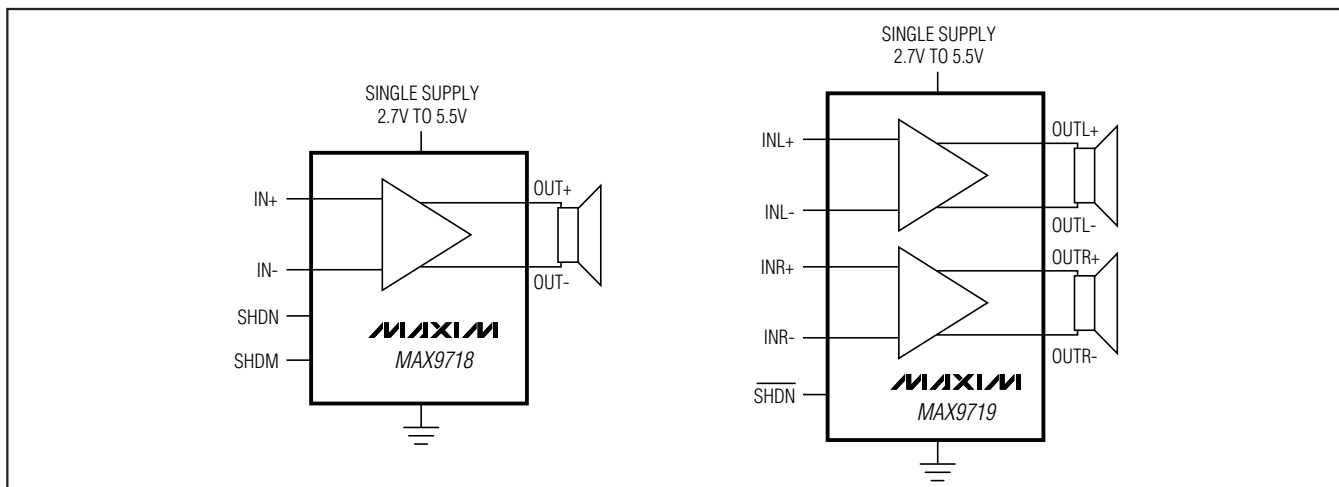 SINGLE SUPPLY
2.7V TO 5.5V
IN+
IN-
SHDN
SHDM
OUT+
OUT-
MAXIM
MAX9718
SINGLE SUPPLY
2.7V TO 5.5V
INL+
INL-
INR+
INR-
SHDN
OUTL+
OUTL-
OUTR+
OUTR-
MAXIM
MAX9719